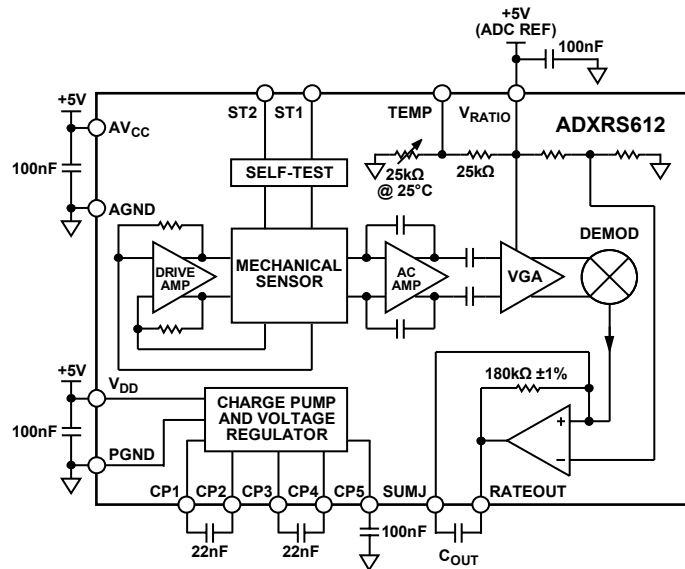 +5V
(ADC REF)
100nF
+5V
ST2
ST1
TEMP
VRATIO
ADXRS612
AVCC
100nF
25kΩ
@ 25°C
25kΩ
SELF-TEST
AGND
DEMOD
DRIVE
AMP
MECHANICAL
SENSOR
AC
AMP
VGA
+5V
VDD
180kΩ ±1%
100nF
CHARGE PUMP
AND VOLTAGE
REGULATOR
+
–
PGND
CP1
CP2
CP3
CP4
CP5
SUMJ
RATEOUT
22nF
22nF
100nF
COUT